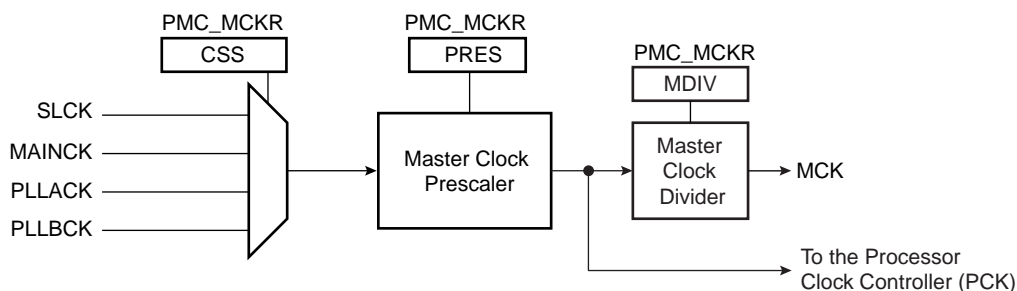 PMC_MCKR
CSS
PMC_MCKR
PRES
PMC_MCKR
MDIV
SLCK
MAINCK
PLLACK
PLLBCK
Master Clock
Prescaler
Master
Clock
Divider
MCK
To the Processor
Clock Controller (PCK)